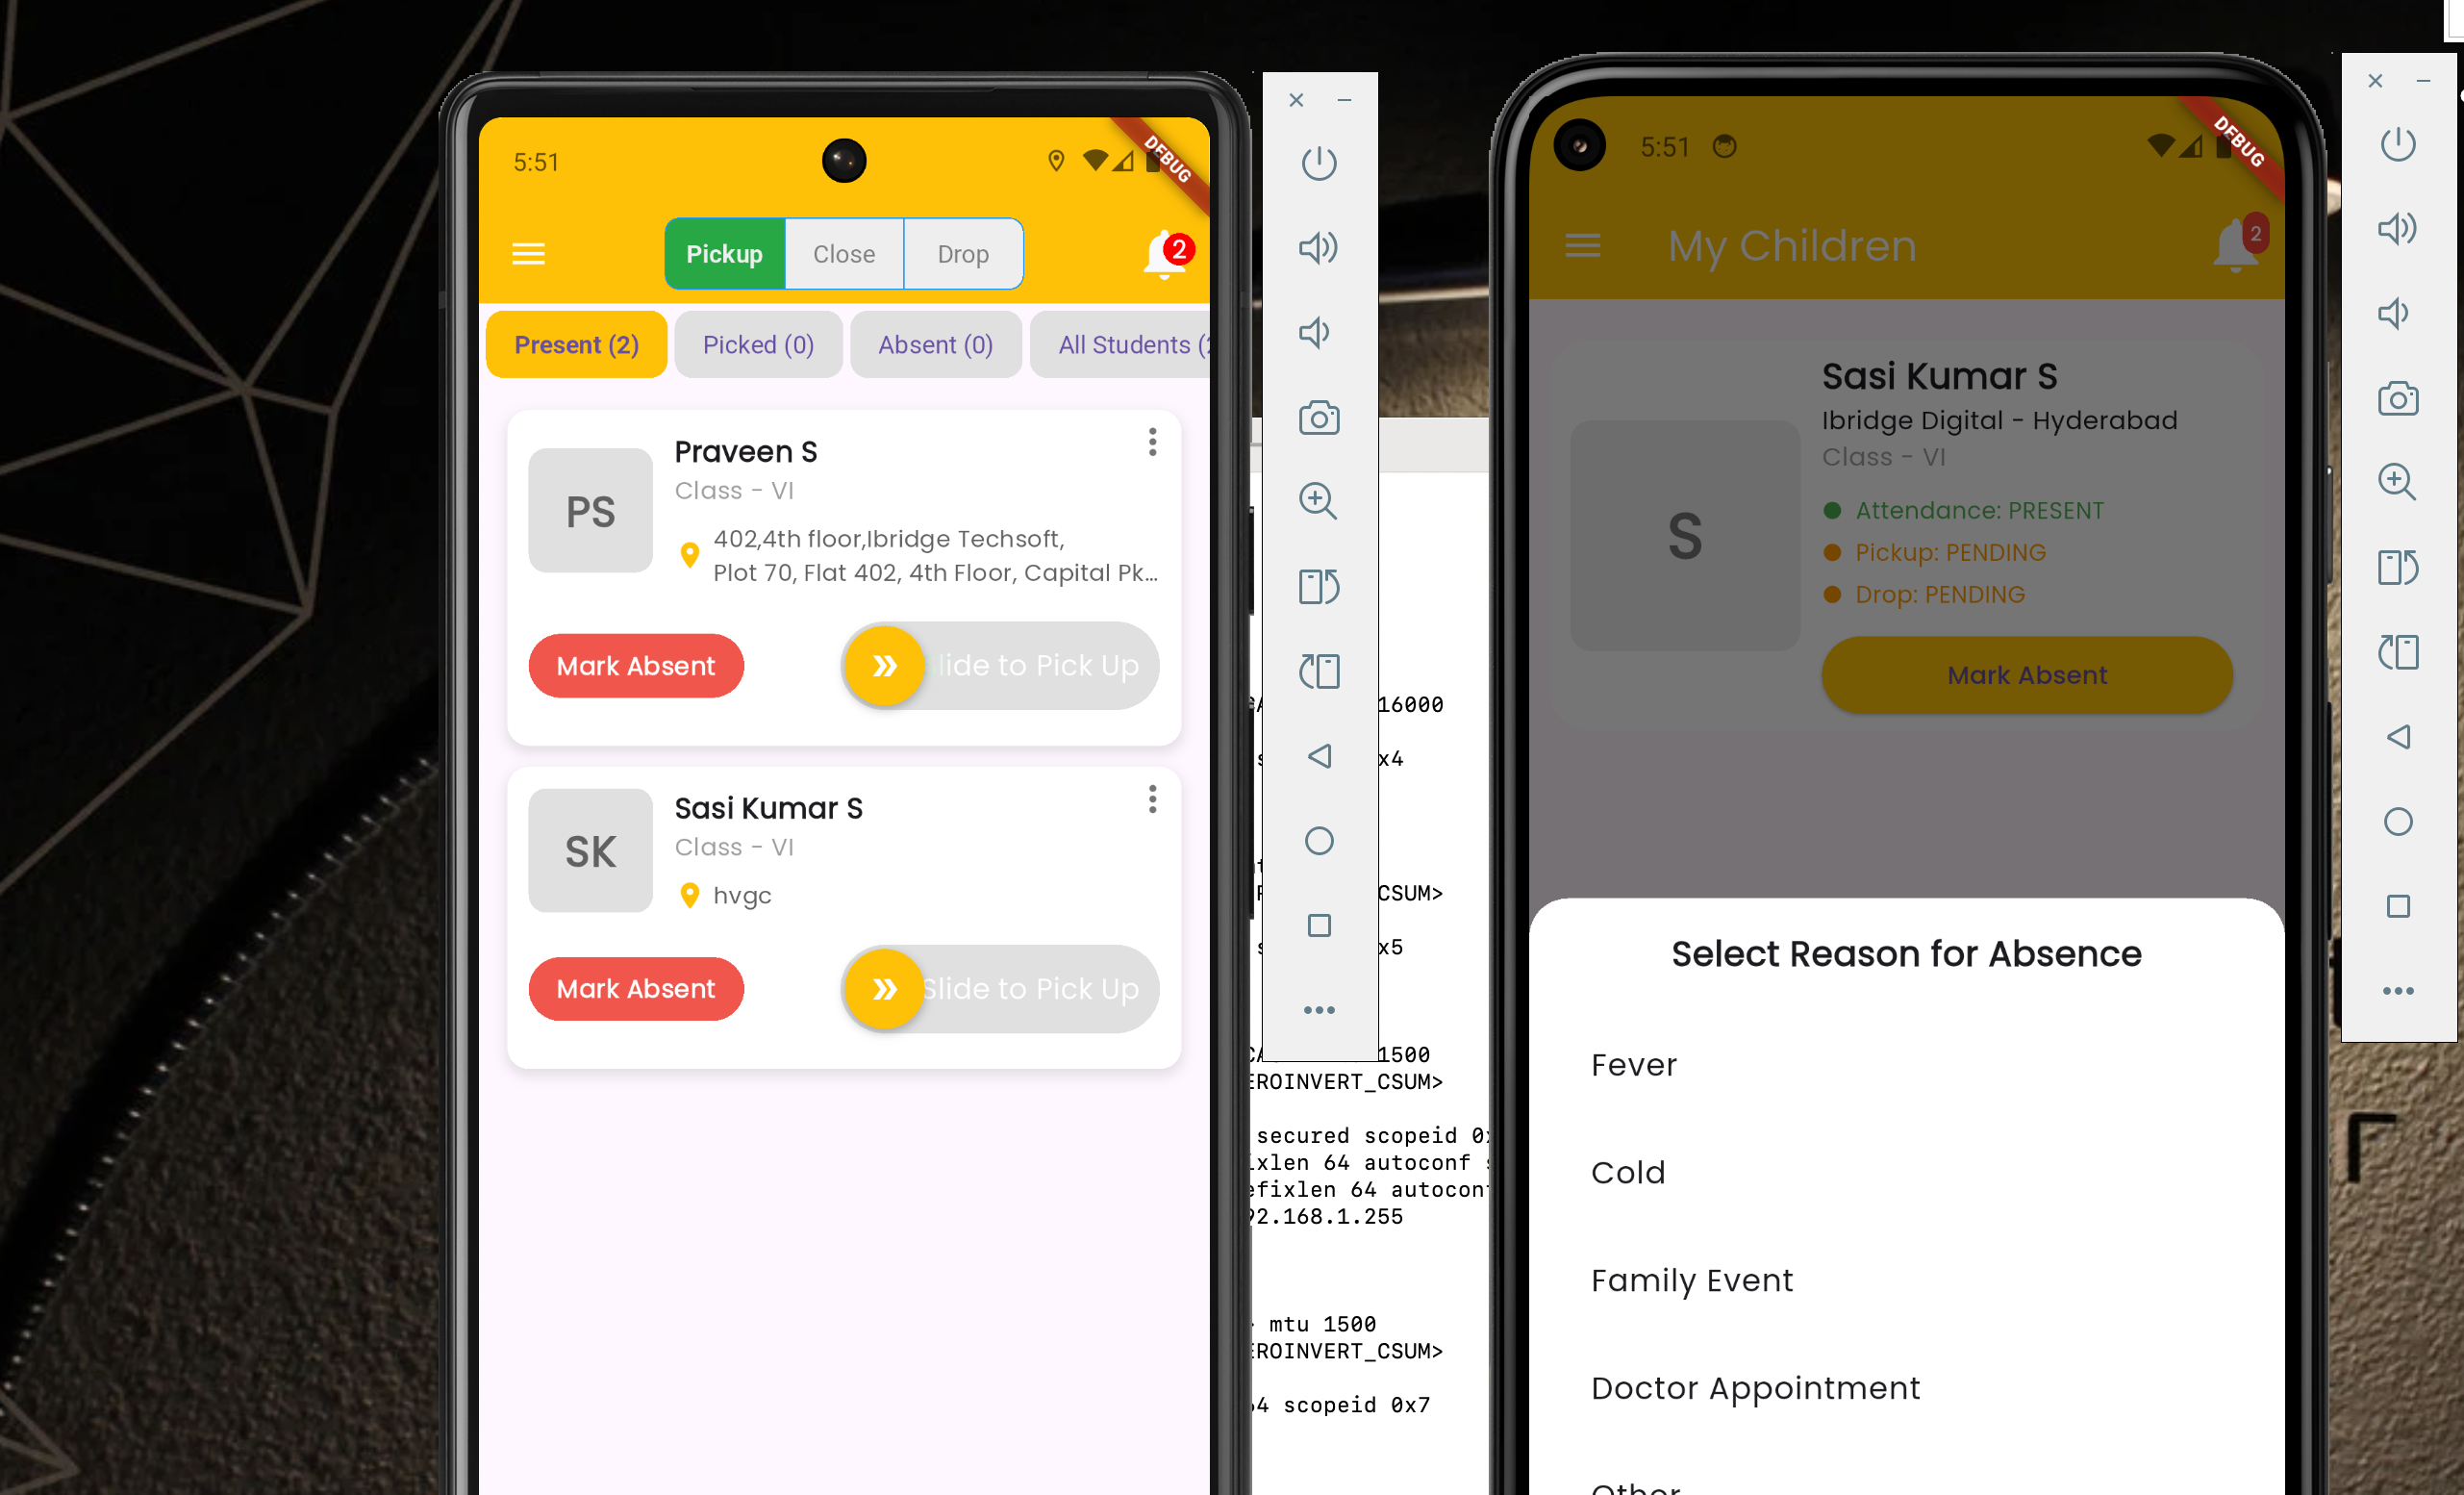 5:51
DEBUG
Pickup
Close
Drop
2
Present (2)
Picked (0)
Absent (0)
All Students (
PS
Praveen S
Class - VI
402,4th floor,Ibridge Techsoft,
Plot 70, Flat 402, 4th Floor, Capital Pk...
Mark Absent
lide to Pick Up
SK
Sasi Kumar S
Class - VI
hvgc
Mark Absent
Slide to Pick Up
16000
x4
CSUM>
x5
1500
EROINVERT_CSUM>
secured scopeid 0
ixlen 64 autoconf
efixlen 64 autoconf
92.168.1.255
mtu 1500
EROINVERT_CSUM>
64 scopeid 0x7
5:51
DEBUG
My Children
2
S
Sasi Kumar S
Ibridge Digital - Hyderabad
Class - VI
Attendance: PRESENT
Pickup: PENDING
Drop: PENDING
Mark Absent
Select Reason for Absence
Fever
Cold
Family Event
Doctor Appointment
Other